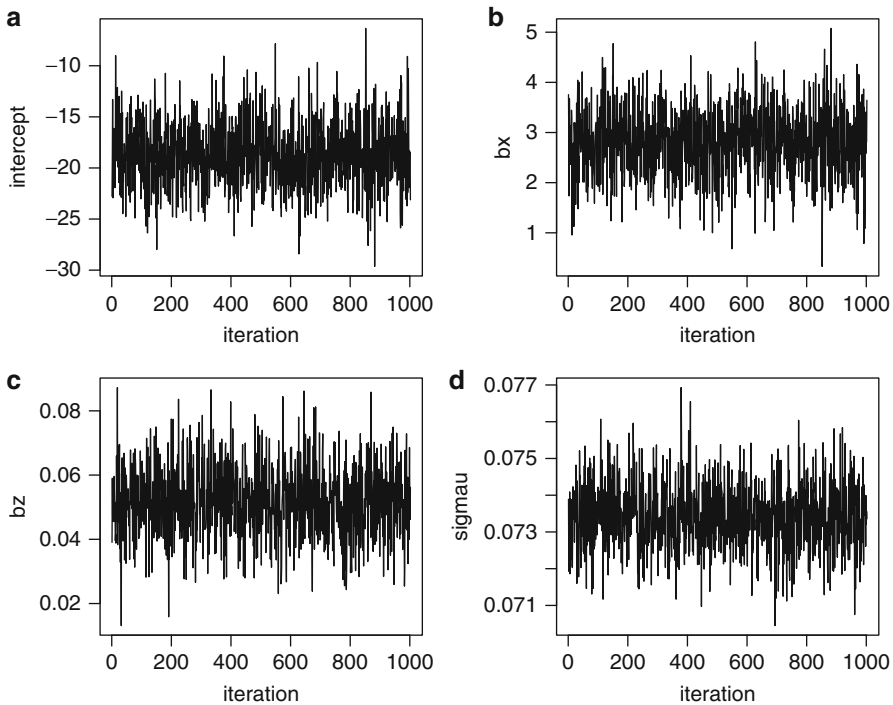 a
−10
−15
−20
−25
−30
intercept
0 200 400 600 800 1000
iteration
b
5
4
3
2
1
bx
0 200 400 600 800 1000
iteration
c
0.08
0.06
0.04
0.02
bz
0 200 400 600 800 1000
iteration
d
0.077
0.075
0.073
0.071
sigmau
0 200 400 600 800 1000
iteration